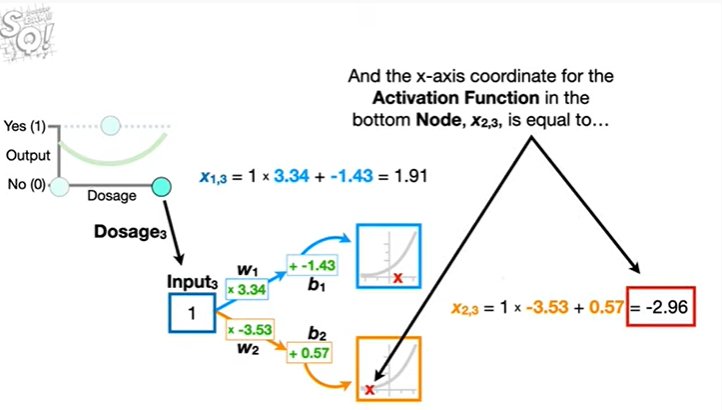 SQ!
And the x-axis coordinate for the
Activation Function in the
bottom Node, x2,3, is equal to…
Yes (1)
Output
No (0)
Dosage
x1,3 = 1 × 3.34 + -1.43 = 1.91
Dosage3
Input3
1
w1
× 3.34
+ -1.43
b1
x
× -3.53
w2
b2
+ 0.57
x
x2,3 = 1 × -3.53 + 0.57 = -2.96